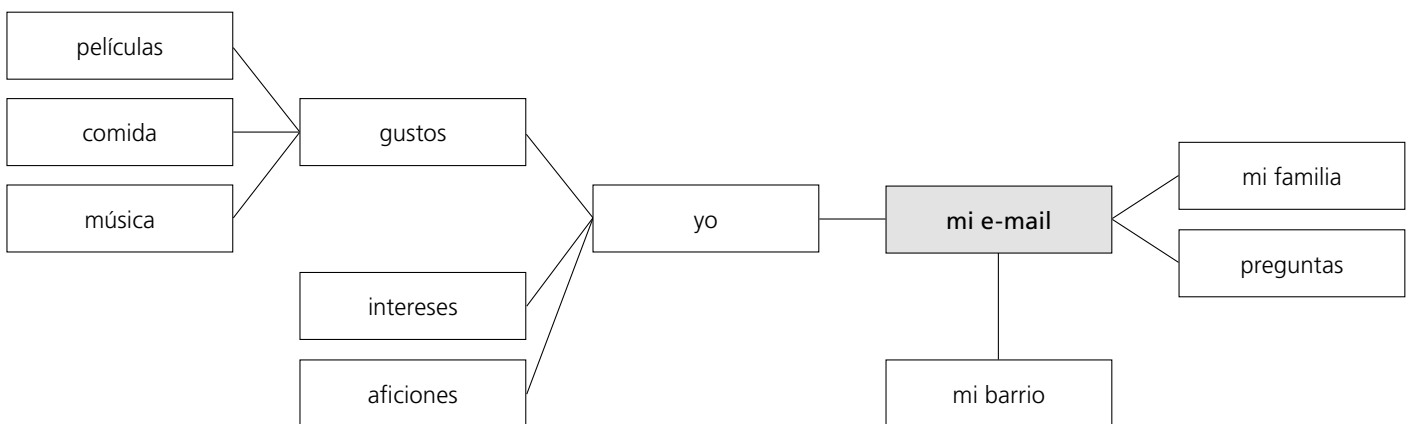 películas
comida
música
gustos
intereses
aficiones
yo
mi e-mail
mi barrio
mi familia
preguntas